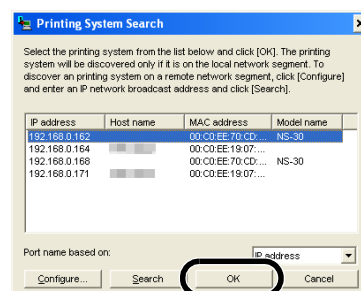 Printing System Search
Select the printing system from the list below and click [OK]. The printing
system will be discovered only if it is on the local network segment. To
discover an printing system on a remote network segment, click [Configure]
and enter an IP network broadcast address and click [Search].
IP address Host name MAC address Model name
192.168.0.162 00:C0:EE:70:CD:... NS-30
192.168.0.164 00:C0:EE:19:07:...
192.168.0.168 00:C0:EE:70:CD:... NS-30
192.168.0.171 00:C0:EE:19:07:...
Port name based on: IP address
Configure... Search OK Cancel